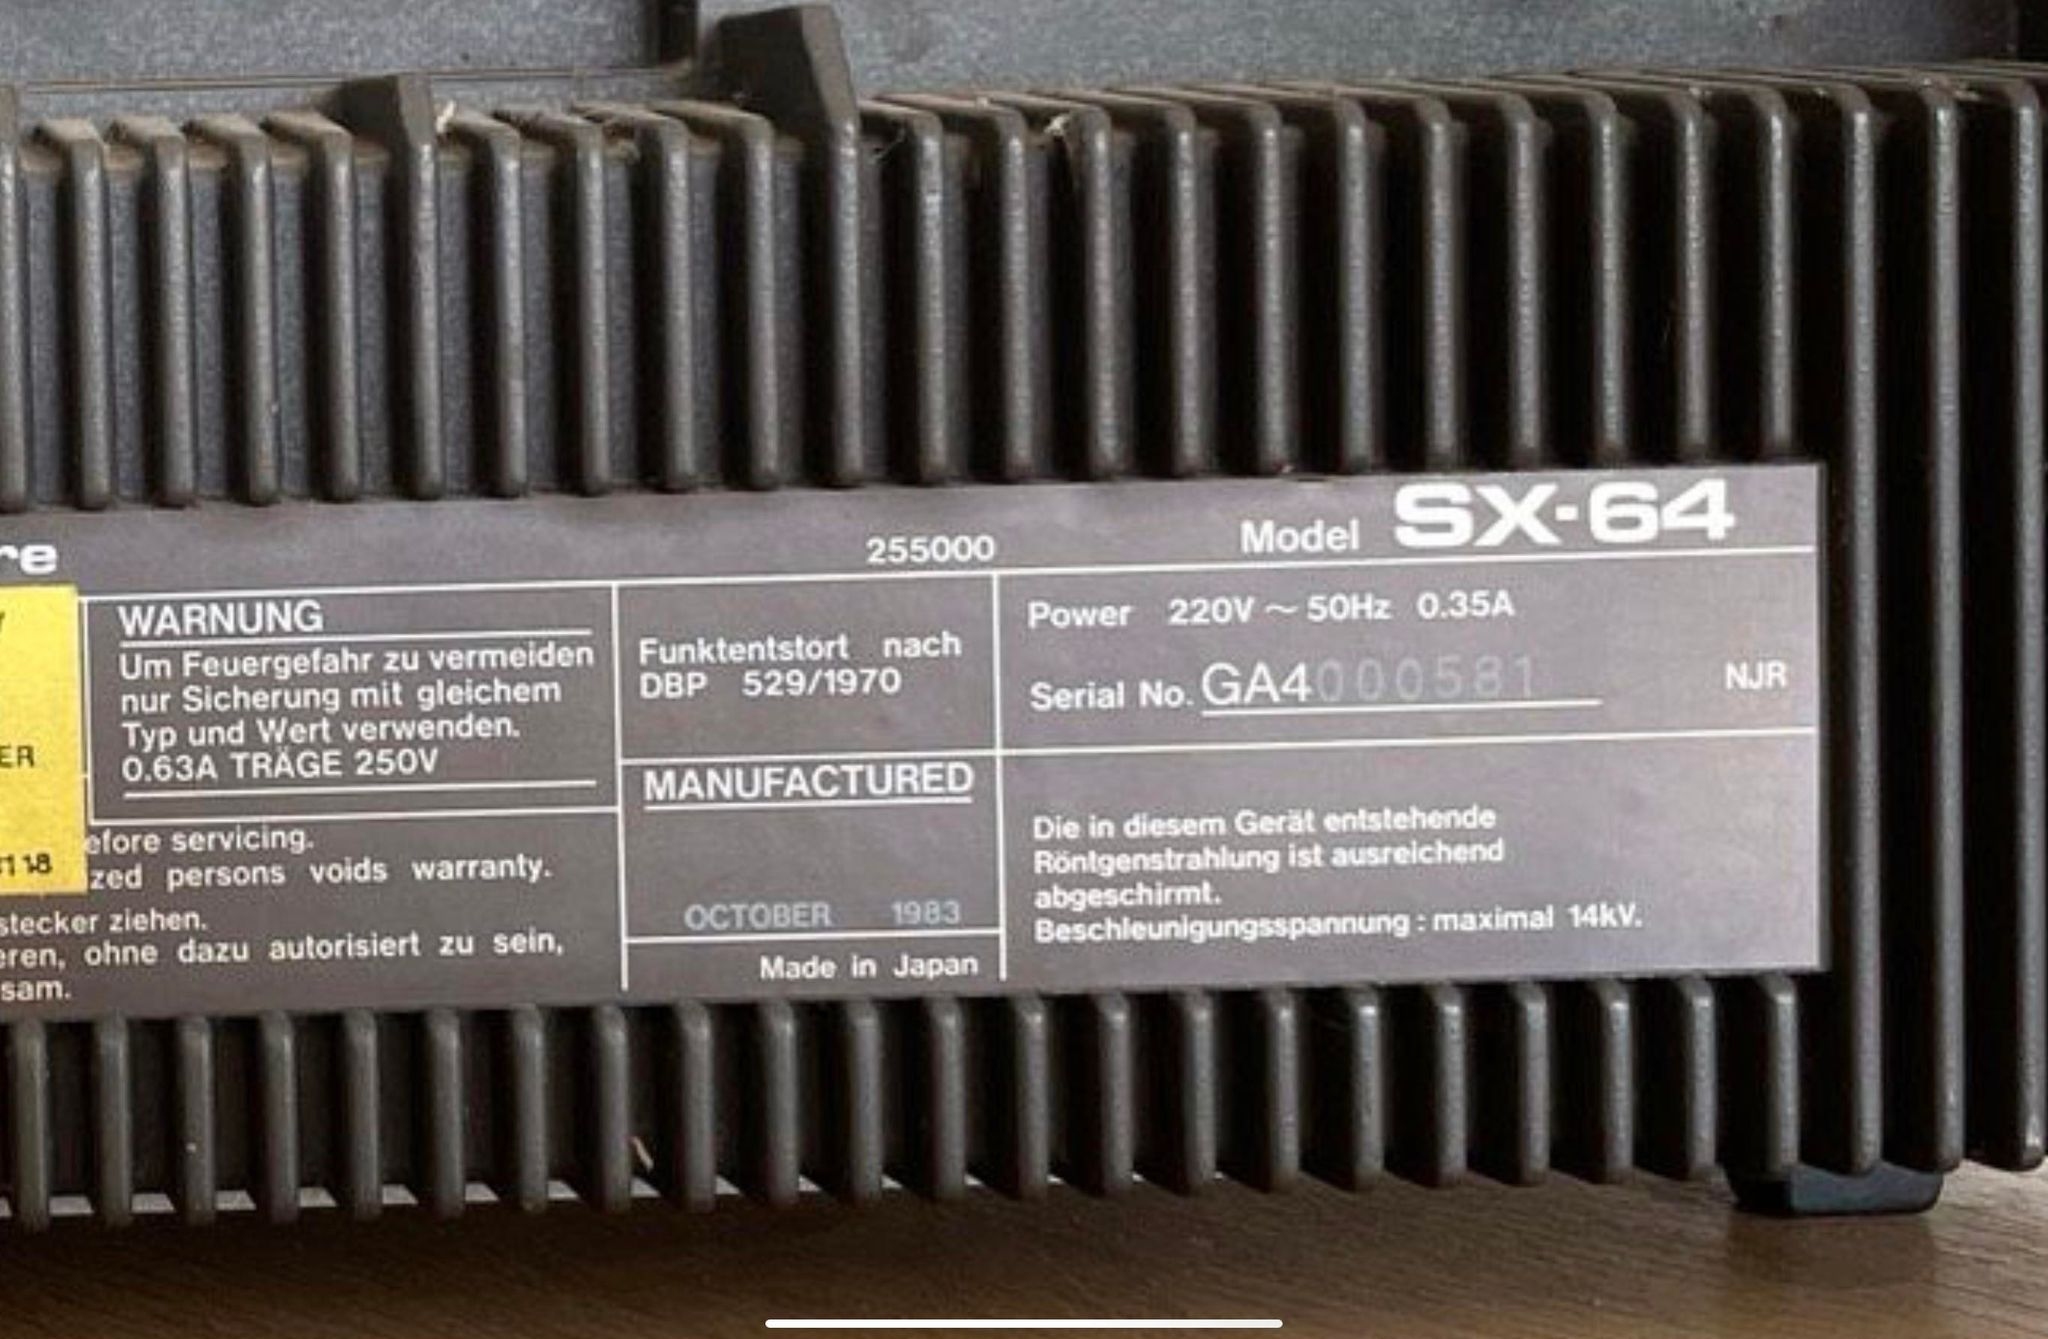 re
255000
Model SX-64
WARNUNG
Um Feuergefahr zu vermeiden
nur Sicherung mit gleichem
Typ und Wert verwenden.
0.63A TRÄGE 250V
Funktentstört nach
DBP 529/1970
Power 220V ~ 50Hz 0.35A
Serial No. GA4000581
NJR
ER
118
efore servicing.
zed persons voids warranty.
stecker ziehen.
eren, ohne dazu autorisiert zu sein,
sam.
MANUFACTURED
OCTOBER 1983
Made in Japan
Die in diesem Gerät entstehende
Röntgenstrahlung ist ausreichend
abgeschirmt.
Beschleunigungsspannung : maximal 14kV.